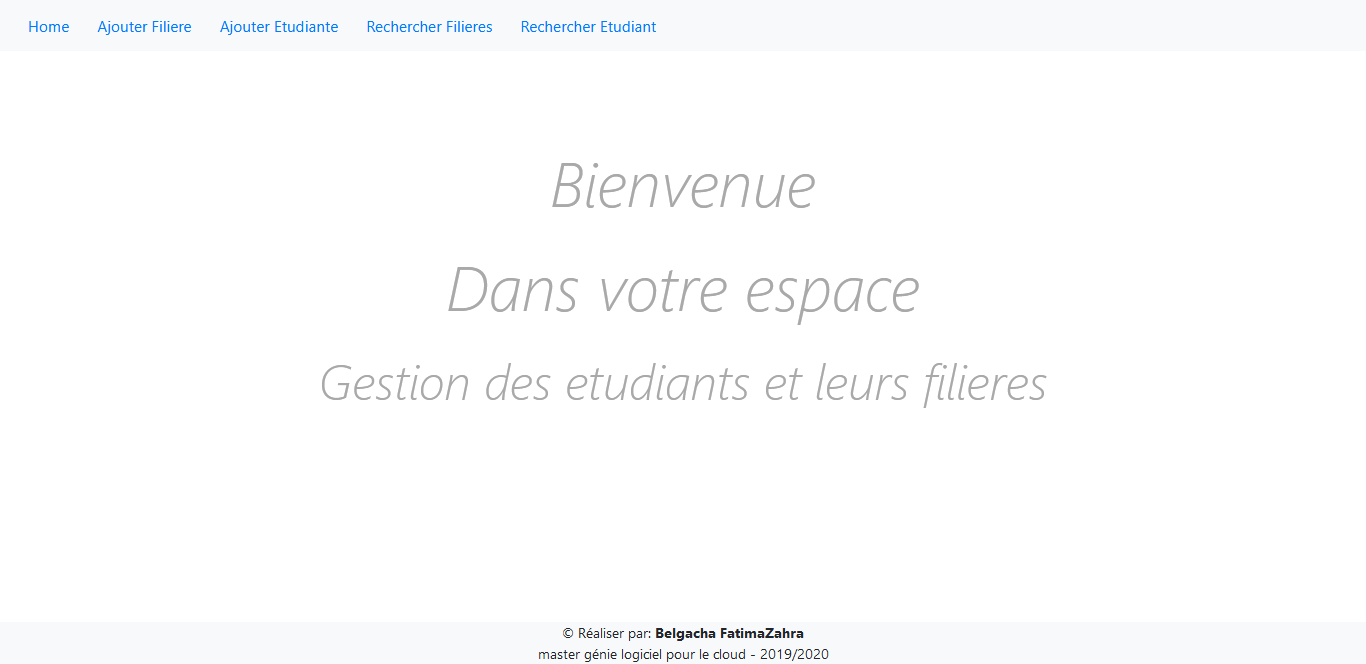 Home Ajouter Filiere Ajouter Etudiante Rechercher Filieres Rechercher Etudiant
Bienvenue
Dans votre espace
Gestion des etudiants et leurs filieres
© Réaliser par: Belgacha FatimaZahra
master génie logiciel pour le cloud - 2019/2020